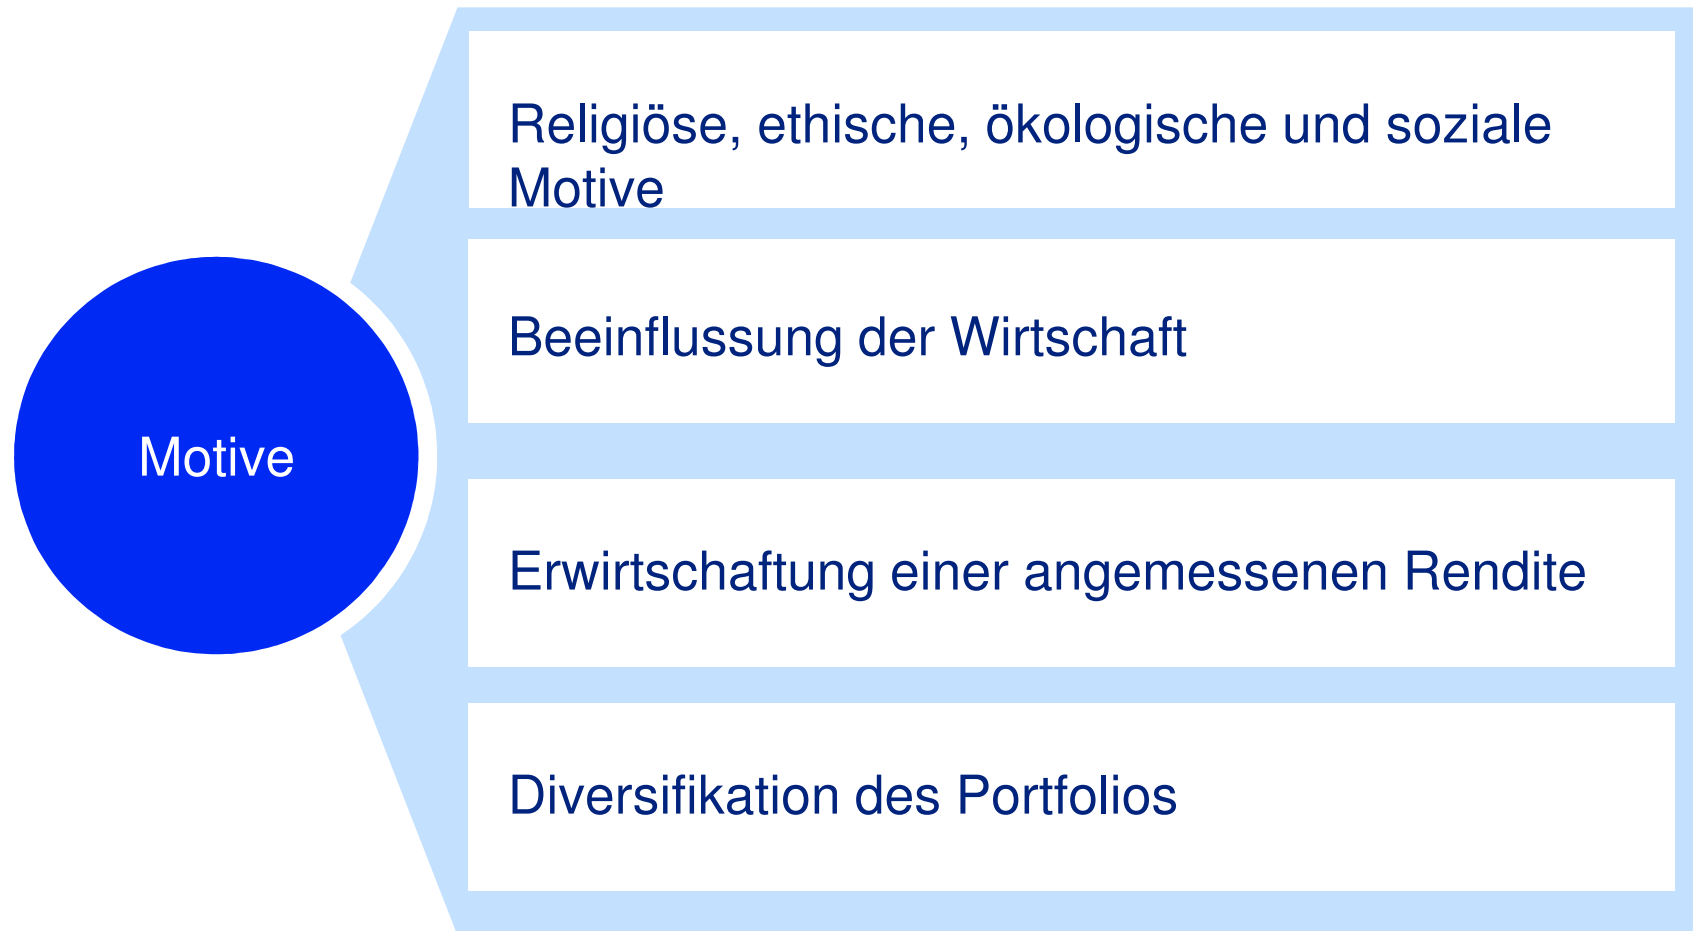 Religiöse, ethische, ökologische und soziale
Motive
Beeinflussung der Wirtschaft
Motive
Erwirtschaftung einer angemessenen Rendite
Diversifikation des Portfolios